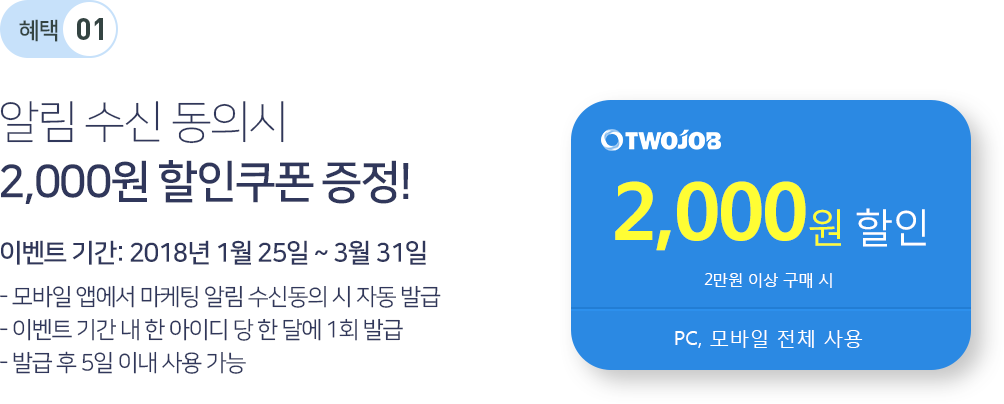 혜택 01
알림 수신 동의시
2,000원 할인쿠폰 증정!
이벤트 기간: 2018년 1월 25일 ~ 3월 31일
- 모바일 앱에서 마케팅 알림 수신동의 시 자동 발급
- 이벤트 기간 내 한 아이디 당 한 달에 1회 발급
- 발급 후 5일 이내 사용 가능
TWOJOB
2,000원 할인
2만원 이상 구매 시
PC, 모바일 전체 사용